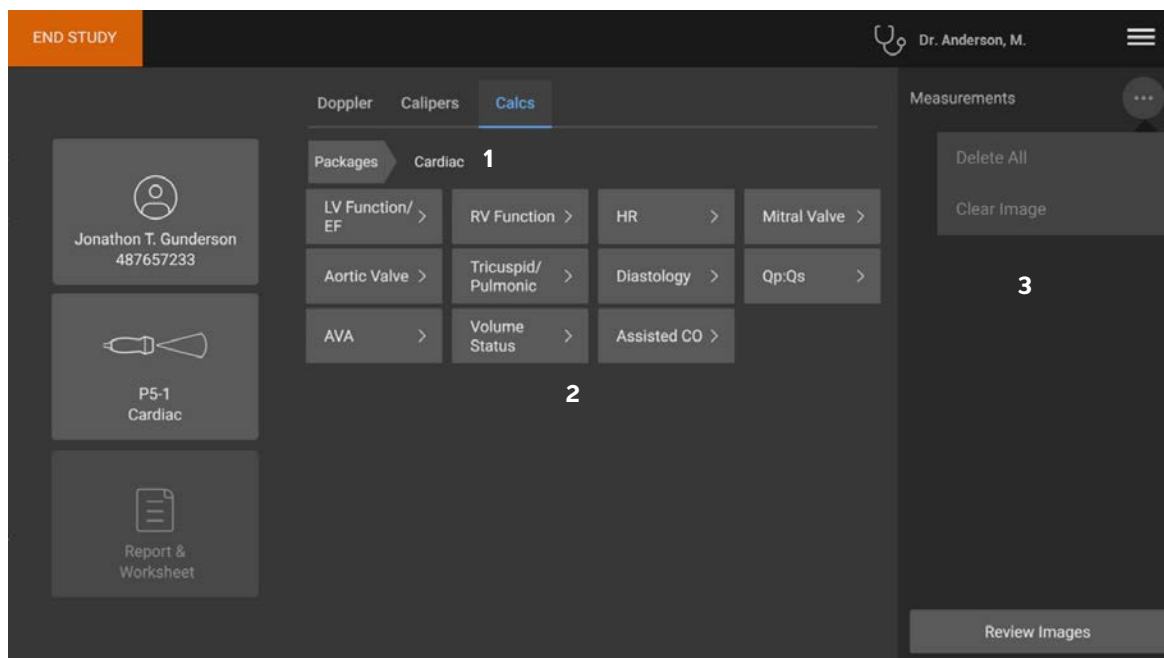 END STUDY
Dr. Anderson, M.
Doppler Calipers Calcs
Measurements
Packages Cardiac 1
Delete All
Clear Image
Jonathon T. Gunderson
487657233
LV Function/
EF
RV Function >
HR >
Mitral Valve >
Aortic Valve >
Tricuspid/
Pulmonic >
Diastology >
Qp:Qs >
3
AVA >
Volume
Status >
Assisted CO >
2
P5-1
Cardiac
Report &
Worksheet
Review Images